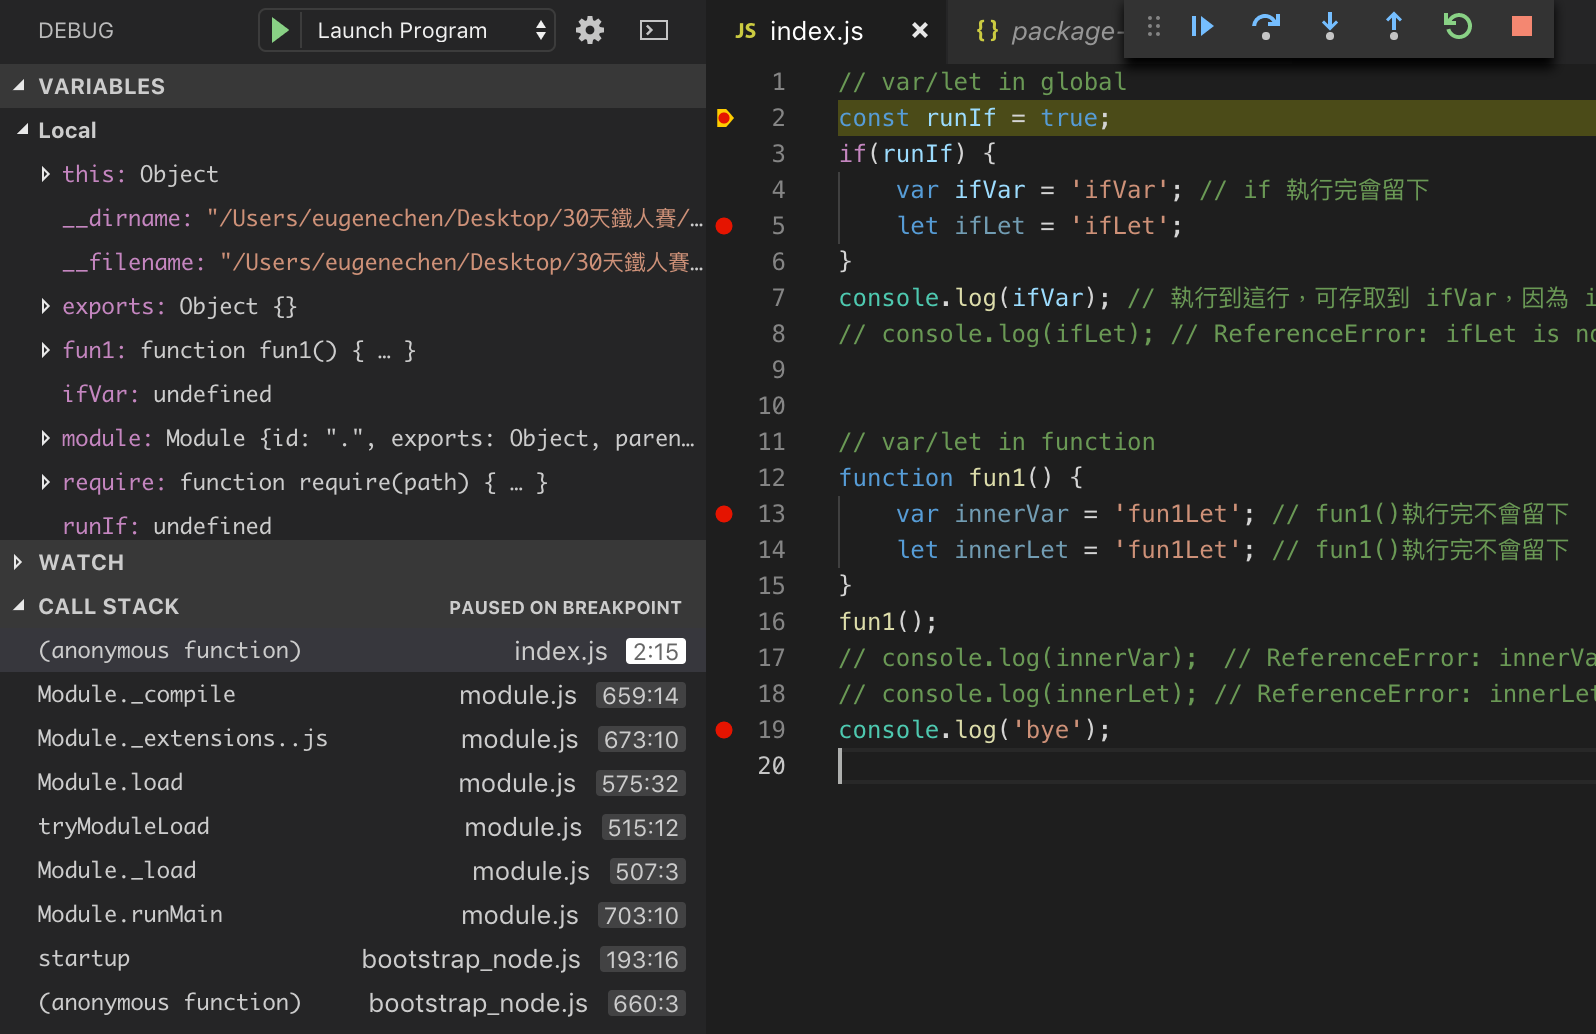 DEBUG
Launch Program
VARIABLES
Local
this: Object
__dirname: "/Users/eugenechen/Desktop/30天鐵人賽/…
__filename: "/Users/eugenechen/Desktop/30天鐵人賽…
exports: Object {}
fun1: function fun1() { … }
ifVar: undefined
module: Module {id: ".", exports: Object, paren…
require: function require(path) { … }
runIf: undefined
WATCH
CALL STACK PAUSED ON BREAKPOINT
(anonymous function) index.js 2:15
Module._compile module.js 659:14
Module._extensions..js module.js 673:10
Module.load module.js 575:32
tryModuleLoad module.js 515:12
Module._load module.js 507:3
Module.runMain module.js 703:10
startup bootstrap_node.js 193:16
(anonymous function) bootstrap_node.js 660:3
JS index.js × {} package-
1 // var/let in global
2 const runIf = true;
3 if(runIf) {
4 var ifVar = 'ifVar'; // if 執行完會留下
5 let ifLet = 'ifLet';
6 }
7 console.log(ifVar); // 執行到這行，可存取到 ifVar，因為 i
8 // console.log(ifLet); // ReferenceError: ifLet is no
9
10
11 // var/let in function
12 function fun1() {
13 var innerVar = 'fun1Let'; // fun1()執行完不會留下
14 let innerLet = 'fun1Let'; // fun1()執行完不會留下
15 }
16 fun1();
17 // console.log(innerVar);  // ReferenceError: innerVa
18 // console.log(innerLet); // ReferenceError: innerLet
19 console.log('bye');
20